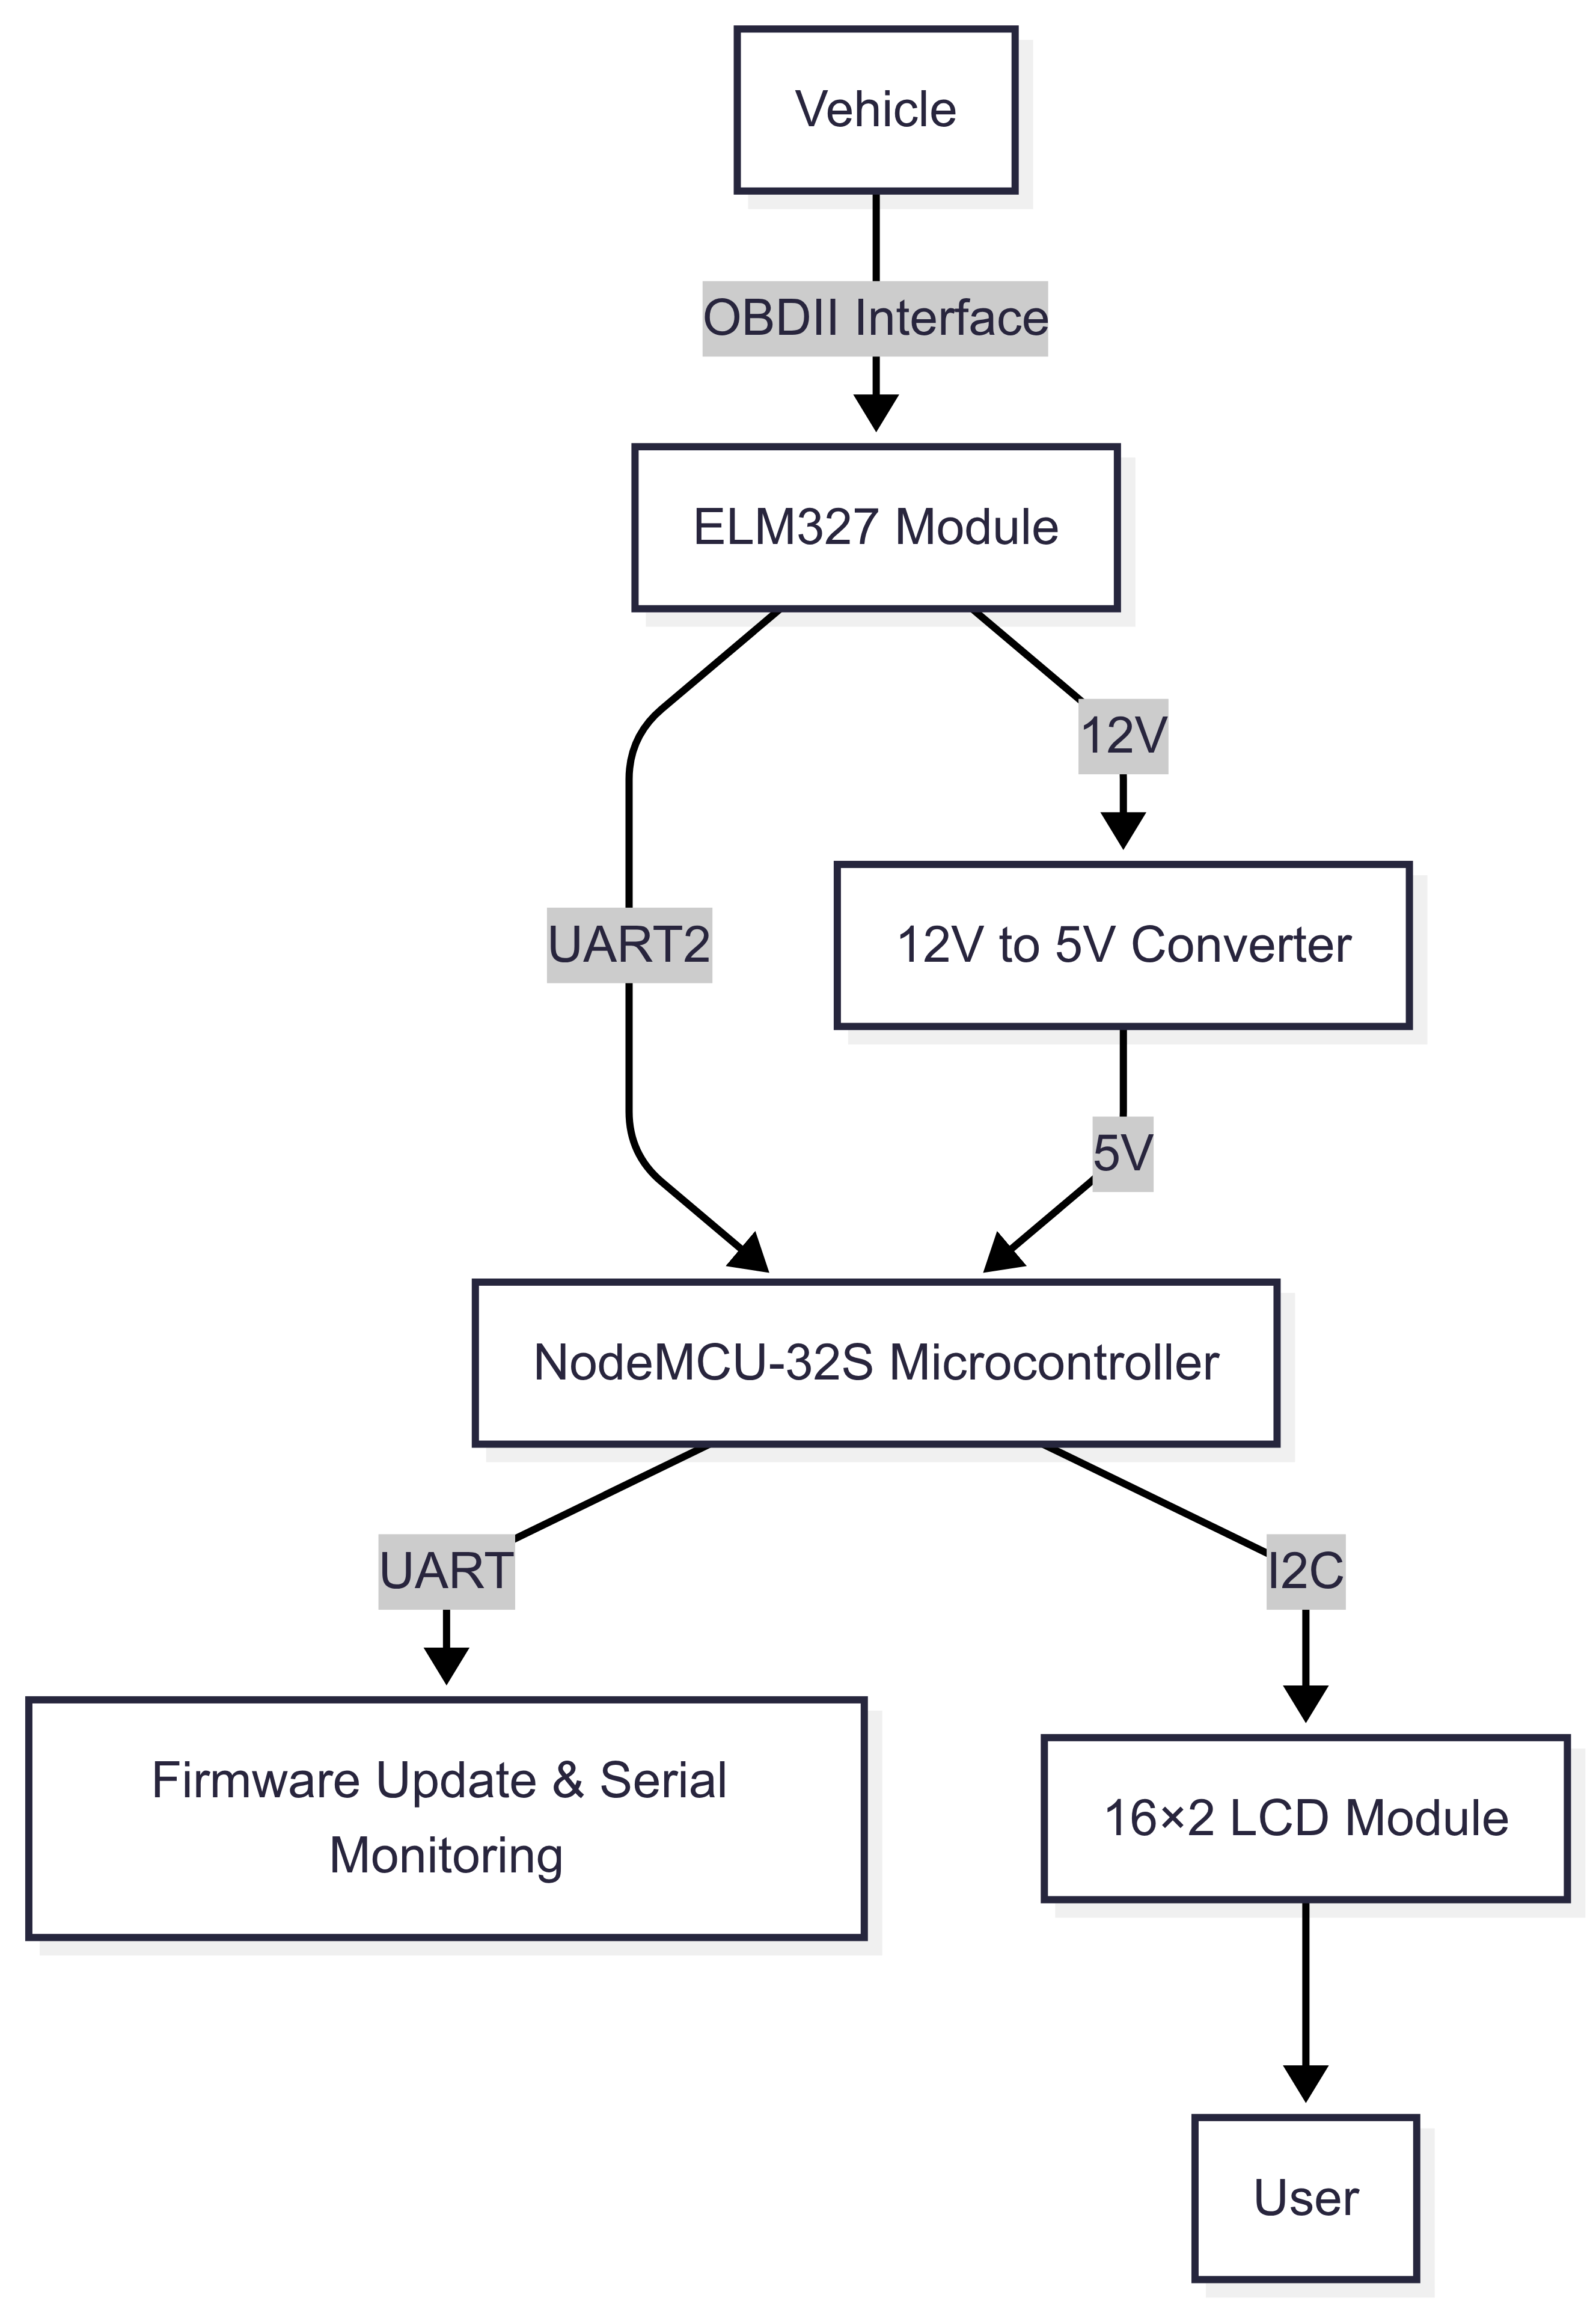 Vehicle
OBDII Interface
ELM327 Module
12V
UART2
12V to 5V Converter
5V
NodeMCU-32S Microcontroller
UART
I2C
Firmware Update & Serial
Monitoring
16×2 LCD Module
User